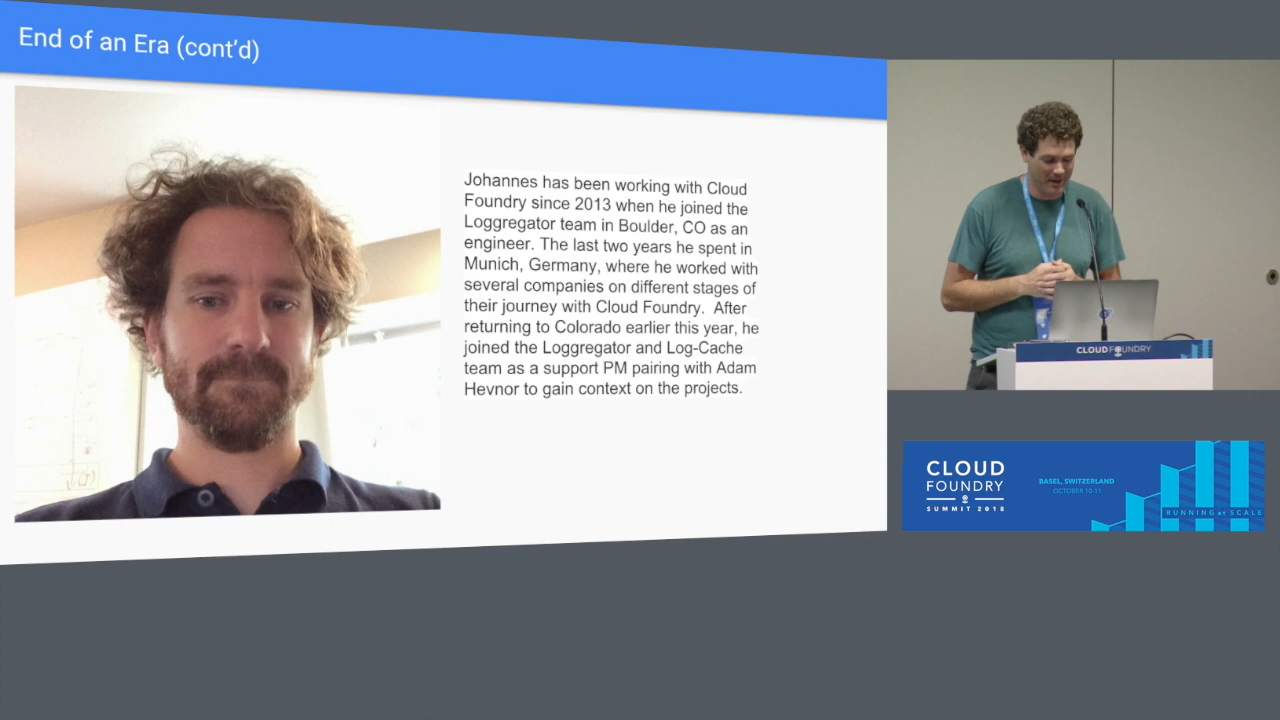 End of an Era (cont'd)
Johannes has been working with Cloud
Foundry since 2013 when he joined the
Loggregator team in Boulder, CO as an
engineer. The last two years he spent in
Munich, Germany, where he worked with
several companies on different stages of
their journey with Cloud Foundry. After
returning to Colorado earlier this year, he
joined the Loggregator and Log-Cache
team as a support PM pairing with Adam
Hevnor to gain context on the projects.
CLOUD FOUNDRY
CLOUD
FOUNDRY
SUMMIT 2018
BASEL, SWITZERLAND
OCTOBER 10-11
RUNNING AT SCALE